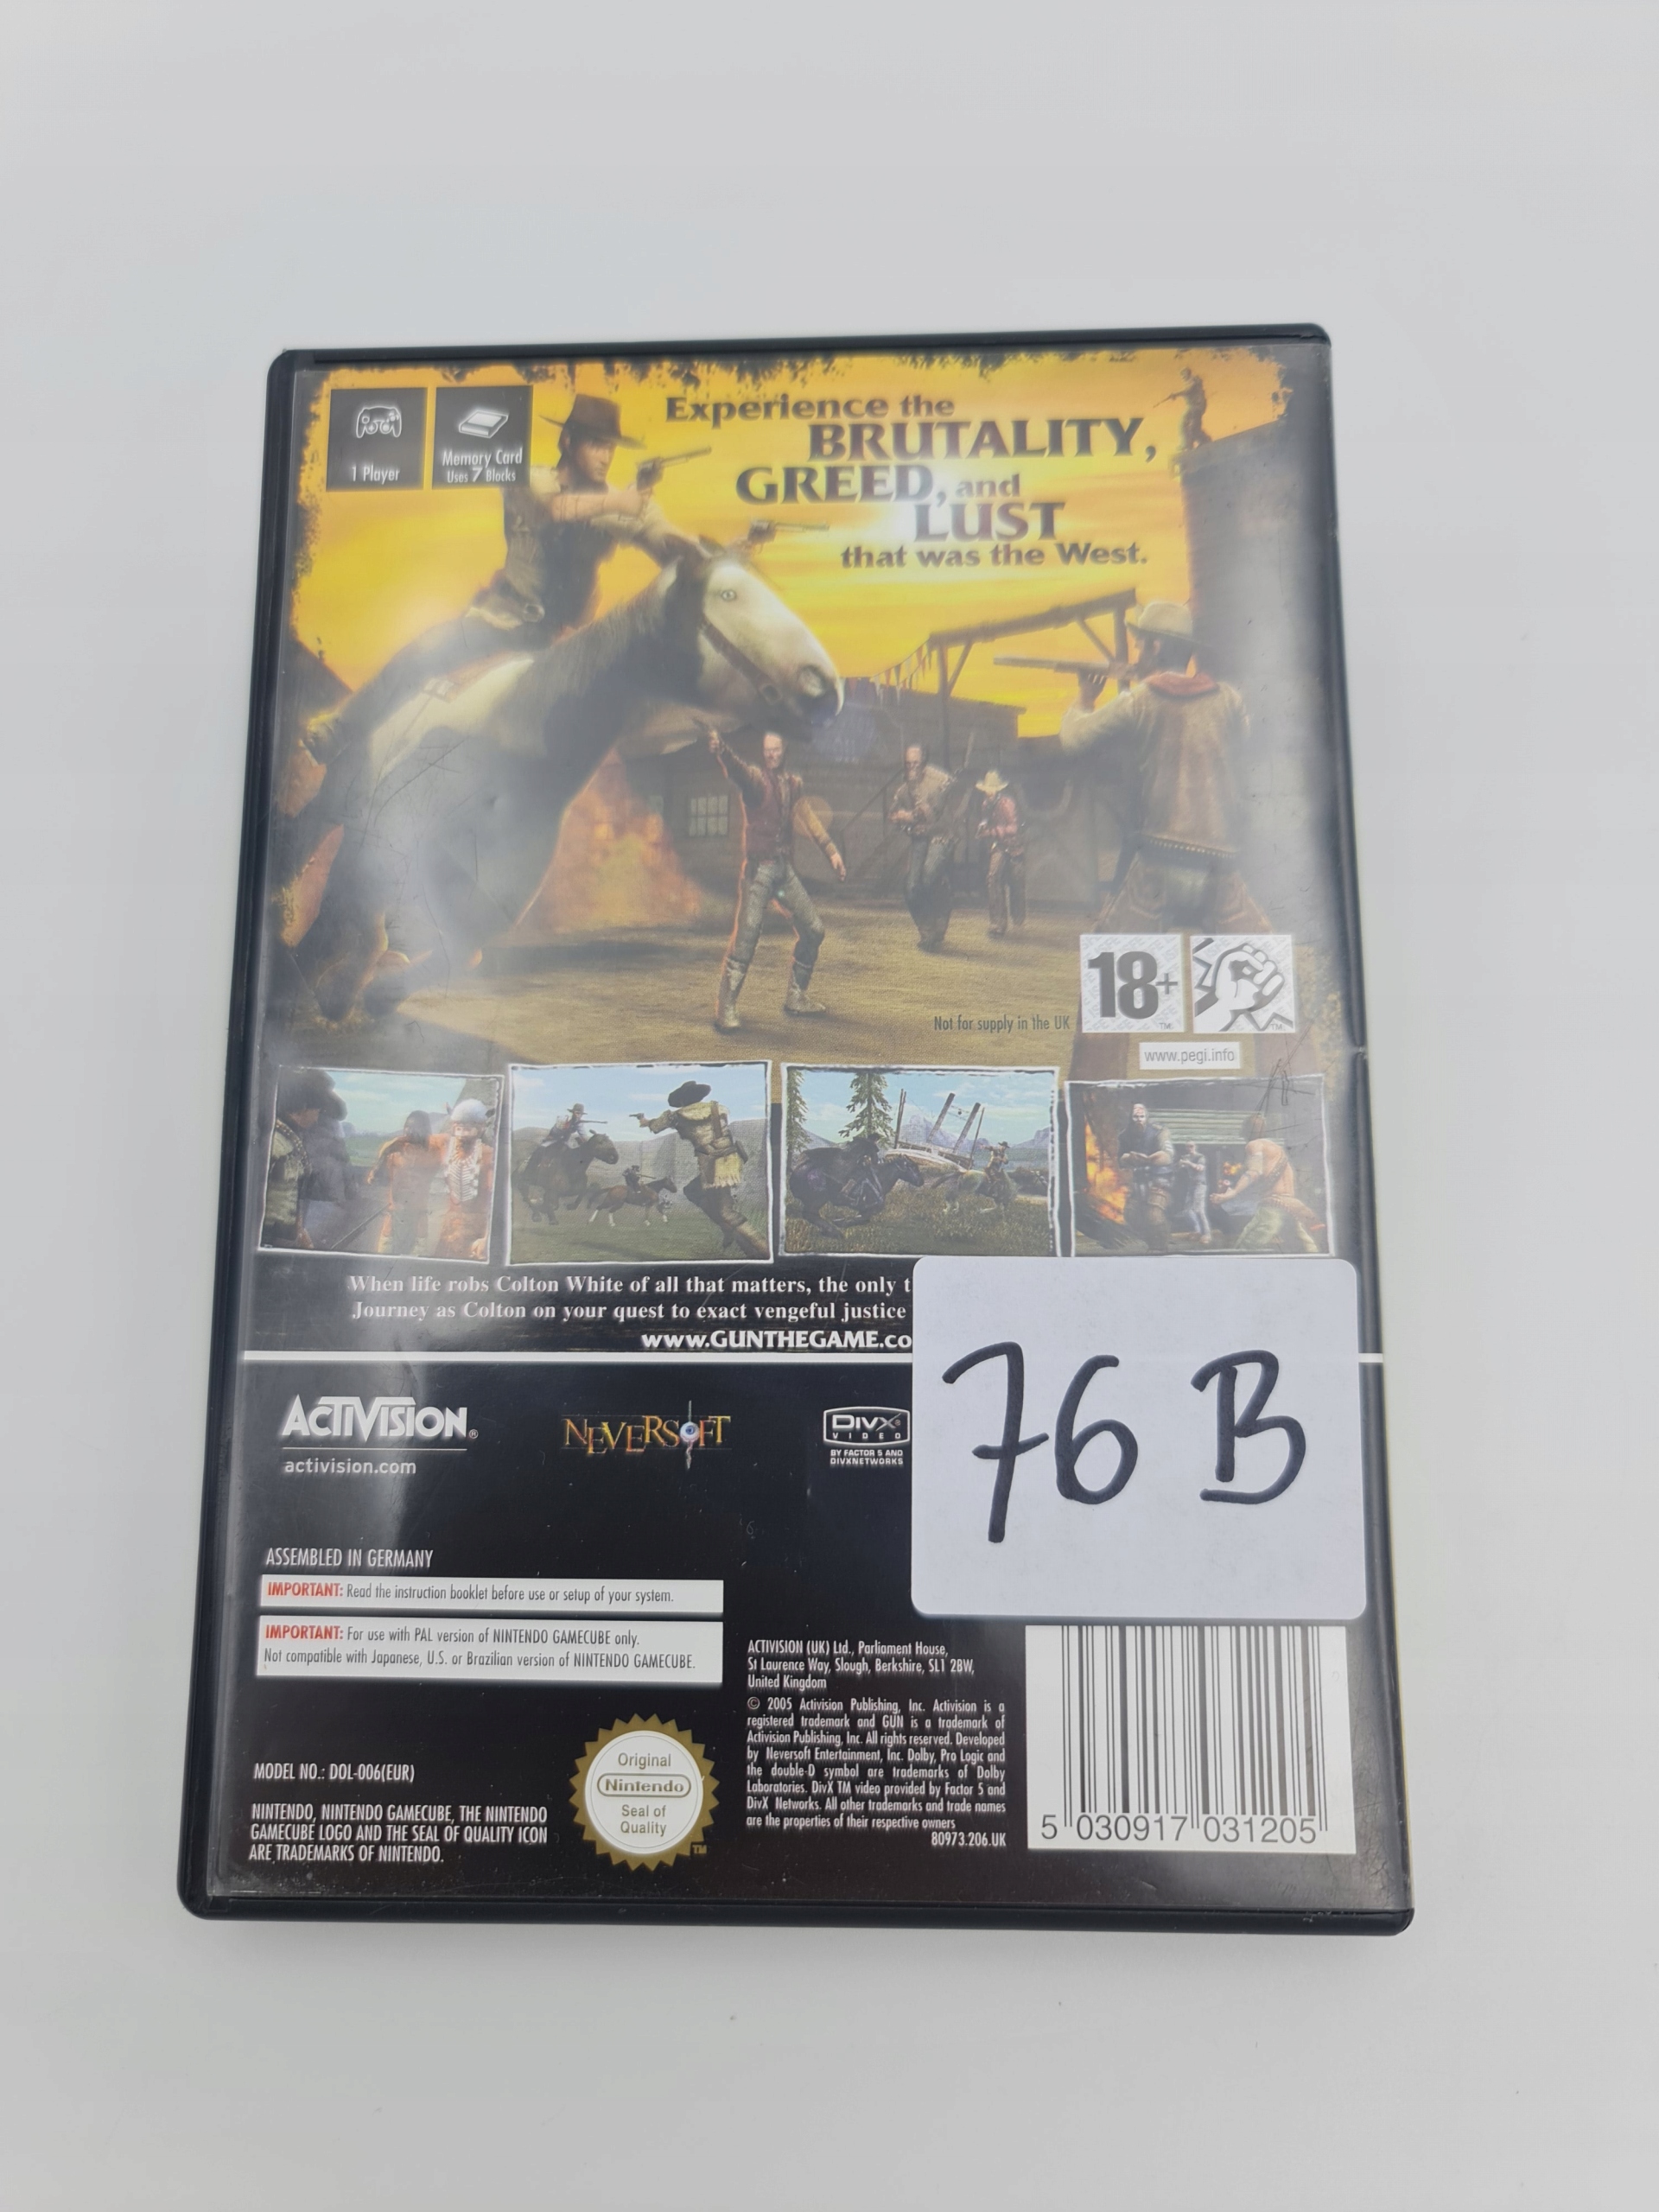 1 Player
Memory Card
Uses 7 Blocks
Experience the
BRUTALITY,
GREED, and
LUST
that was the West.
18+
TM
TM
Not for supply in the UK
www.pegi.info
When life robs Colton White of all that matters, the only t
Journey as Colton on your quest to exact vengeful justice
www.GUNTHEGAME.co
76 B
ACTIVISION®
activision.com
NEVERSOFT
DIVX®
VIDEO
BY FACTOR 5 AND
DIVXNETWORKS
ASSEMBLED IN GERMANY
IMPORTANT: Read the instruction booklet before use or setup of your system.
IMPORTANT: For use with PAL version of NINTENDO GAMECUBE only.
Not compatible with Japanese, U.S. or Brazilian version of NINTENDO GAMECUBE.
MODEL NO.: DOL-006(EUR)
NINTENDO, NINTENDO GAMECUBE, THE NINTENDO
GAMECUBE LOGO AND THE SEAL OF QUALITY ICON
ARE TRADEMARKS OF NINTENDO.
Original
Nintendo
Seal of
Quality
TM
ACTIVISION (UK) Ltd., Parliament House,
St Laurence Way, Slough, Berkshire, SL1 2BW,
United Kingdom
© 2005 Activision Publishing, Inc. Activision is a
registered trademark and GUN is a trademark of
Activision Publishing, Inc. All rights reserved. Developed
by Neversoft Entertainment, Inc. Dolby, Pro Logic and
the double-D symbol are trademarks of Dolby
Laboratories. DivX TM video provided by Factor 5 and
DivX Networks. All other trademarks and trade names
are the properties of their respective owners
80973.206.UK
5 030917 031205